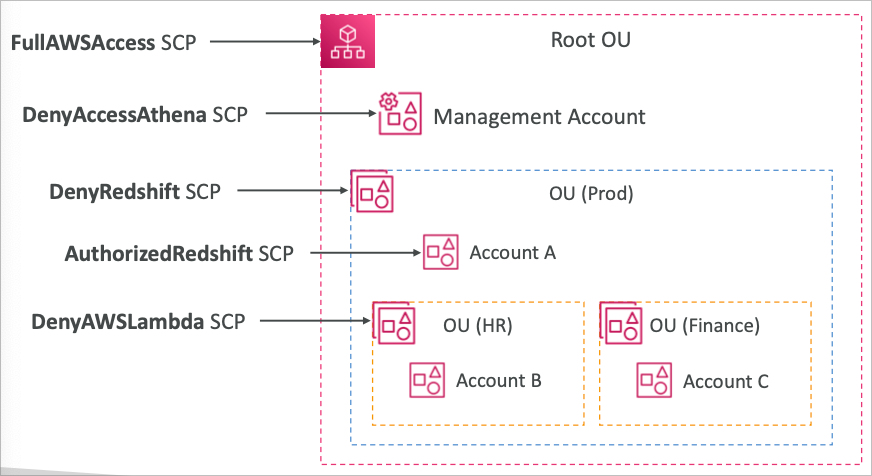 FullAWSAccess SCP
Root OU
DenyAccessAthena SCP
Management Account
DenyRedshift SCP
OU (Prod)
AuthorizedRedshift SCP
Account A
DenyAWSLambda SCP
OU (HR)
OU (Finance)
Account B
Account C